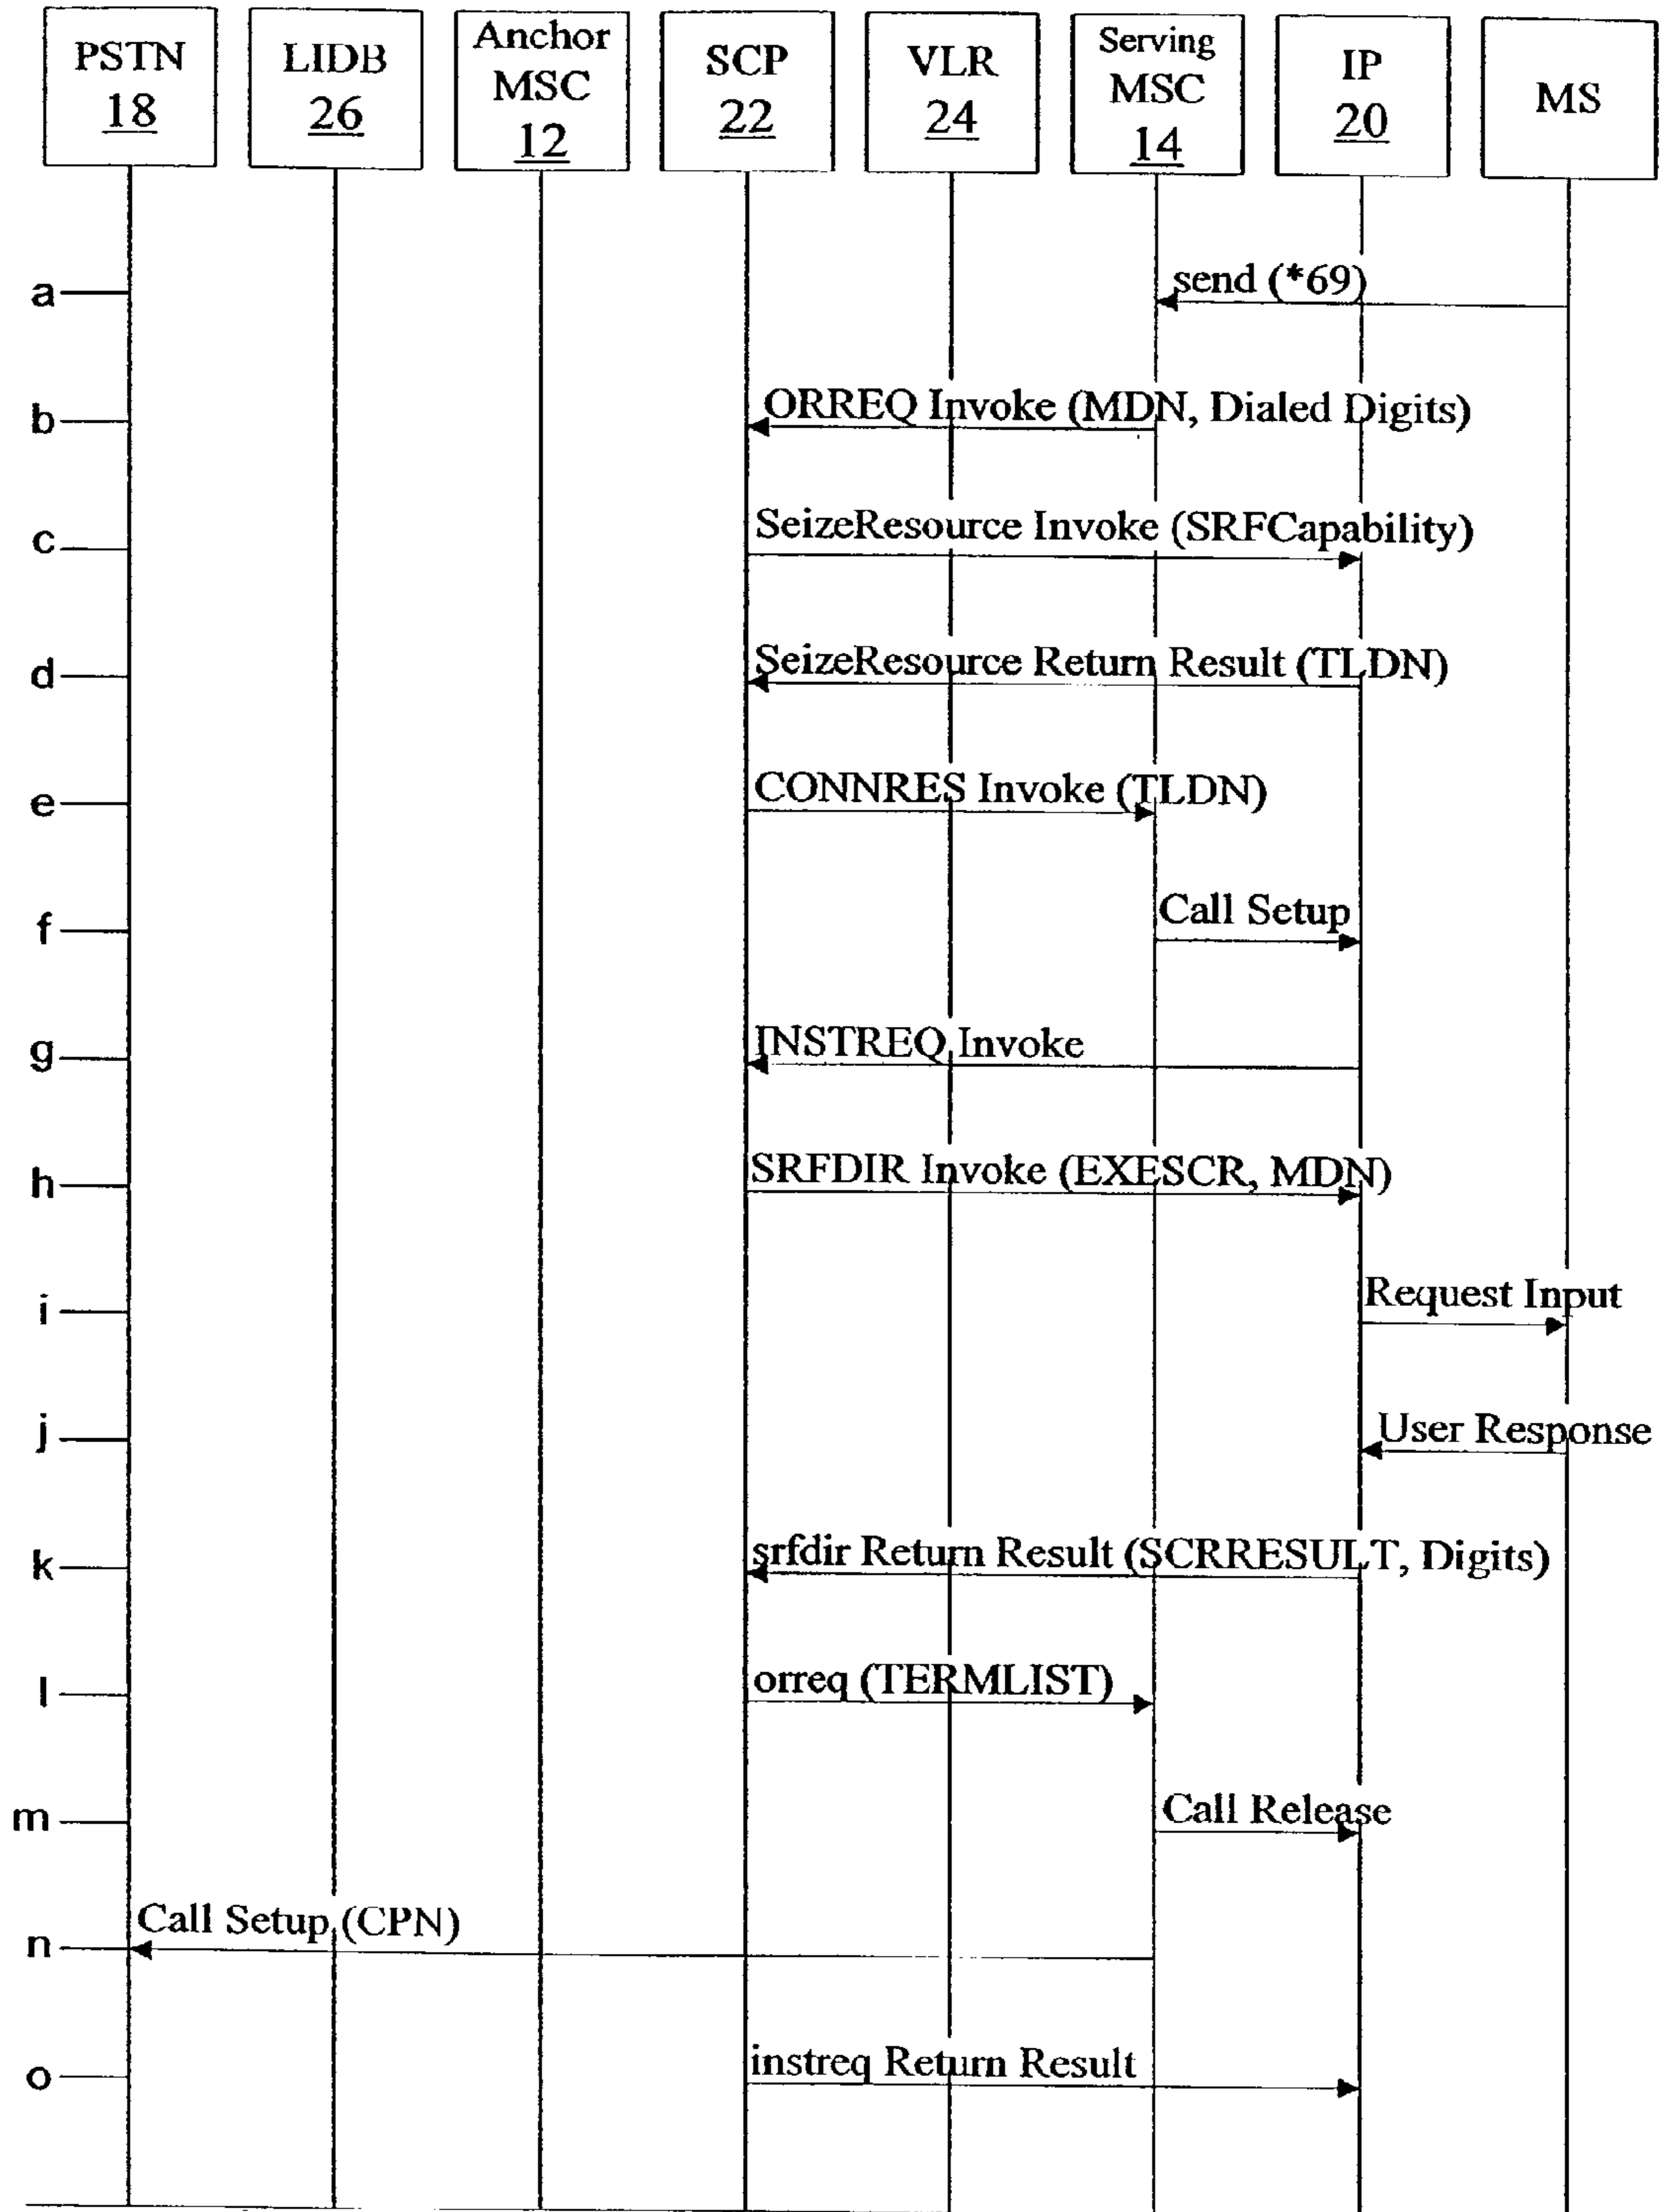 PSTN
18
LIDB
26
Anchor
MSC
12
SCP
22
VLR
24
Serving
MSC
14
IP
20
MS
a
send (*69)
b
ORREQ Invoke (MDN, Dialed Digits)
c
SeizeResource Invoke (SRFCapability)
d
SeizeResource Return Result (TLDN)
e
CONNRES Invoke (TLDN)
f
Call Setup
g
INSTREQ Invoke
h
SRFDIR Invoke (EXESCR, MDN)
i
Request Input
j
User Response
k
srfdir Return Result (SCRRESULT, Digits)
l
orreq (TERMLIST)
m
Call Release
n
Call Setup (CPN)
o
instreq Return Result